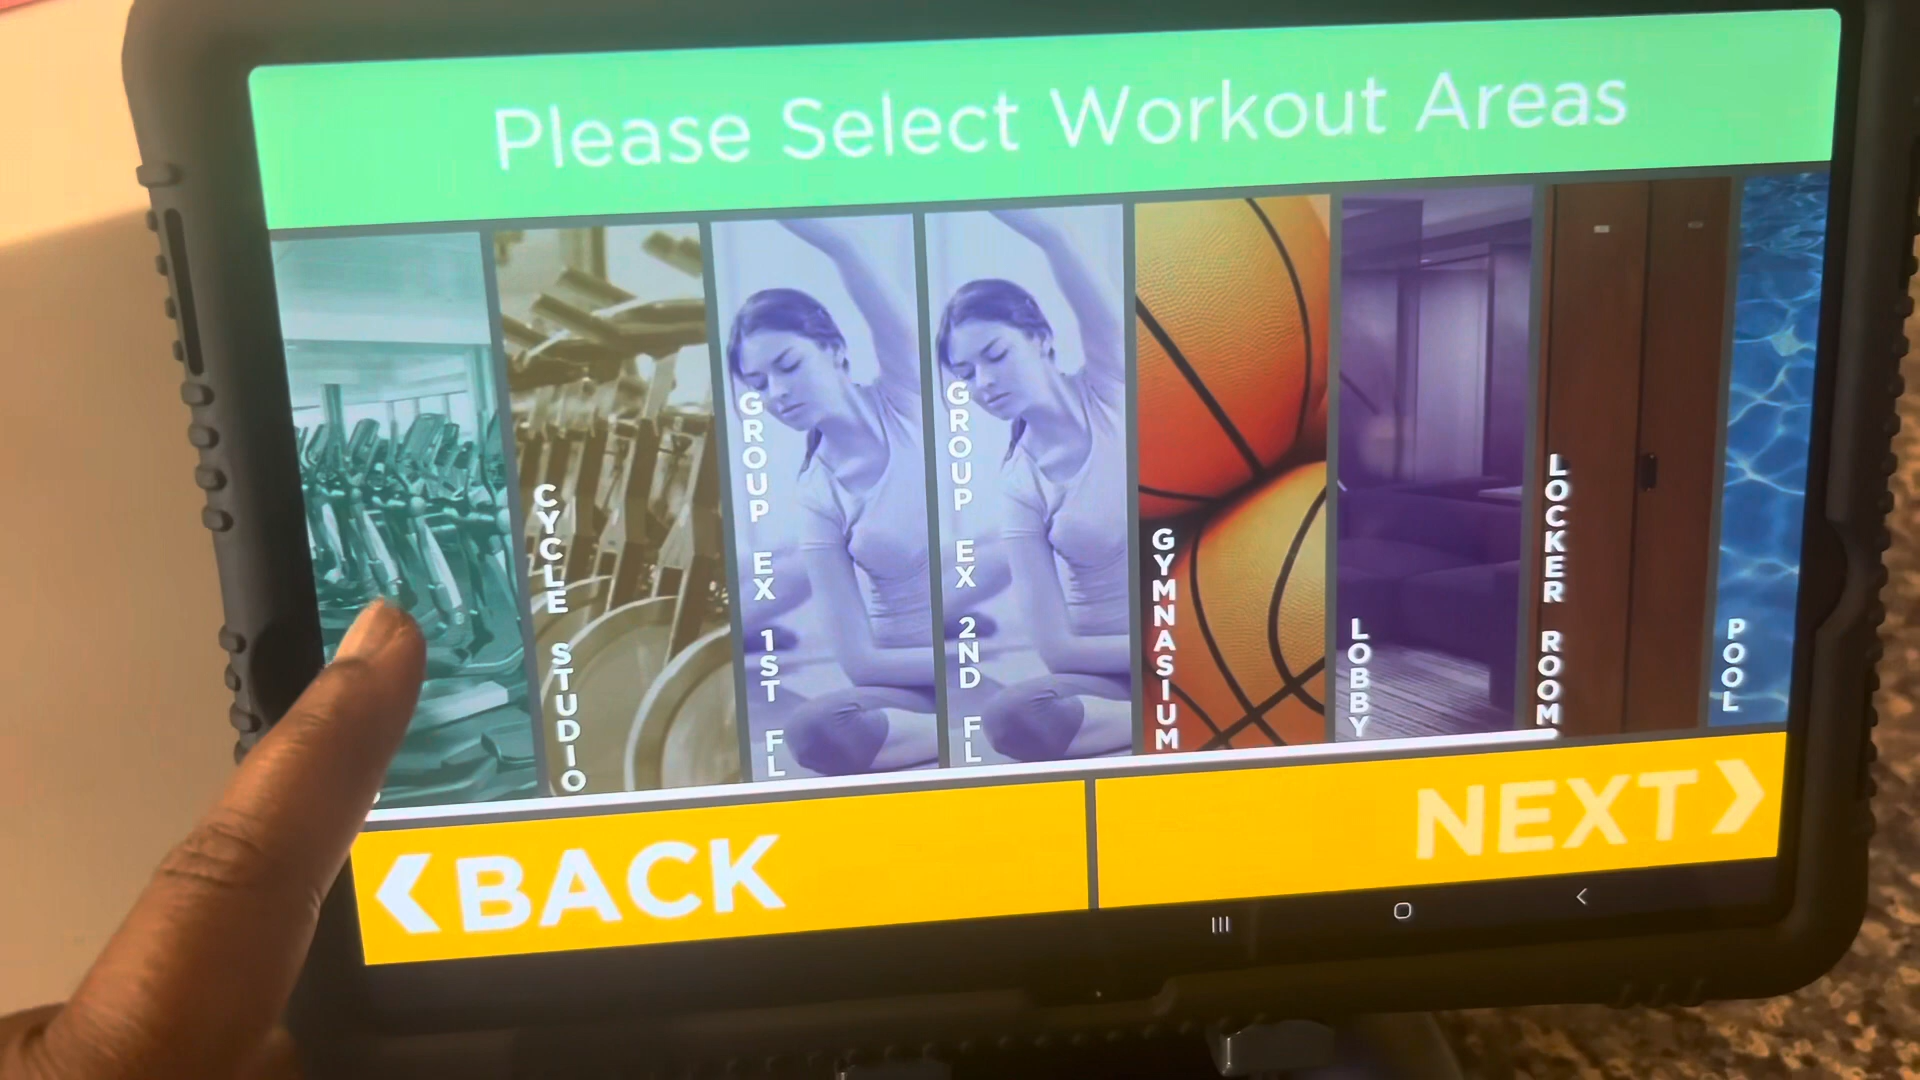 Please Select Workout Areas
CYCLE STUDIO
GROUP EX 1ST FL
GROUP EX 2ND FL
GYMNASIUM
LOBBY
LOCKER ROOM
POOL
BACK
NEXT